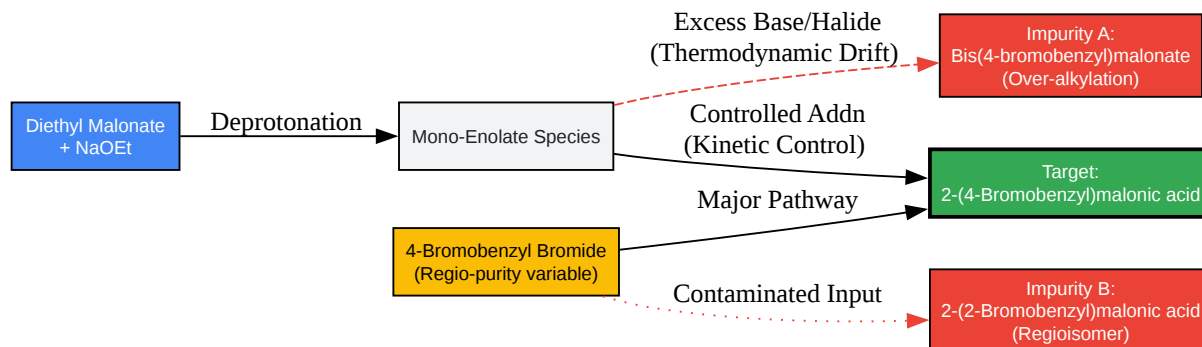 Diethyl Malonate
+ NaOEt
Deprotonation
Mono-Enolate Species
Excess Base/Halide
(Thermodynamic Drift)
Impurity A:
Bis(4-bromobenzyl)malonate
(Over-alkylation)
Controlled Addn
(Kinetic Control)
Target:
2-(4-Bromobenzyl)malonic acid
Major Pathway
4-Bromobenzyl Bromide
(Regio-purity variable)
Contaminated Input
Impurity B:
2-(2-Bromobenzyl)malonic acid
(Regioisomer)